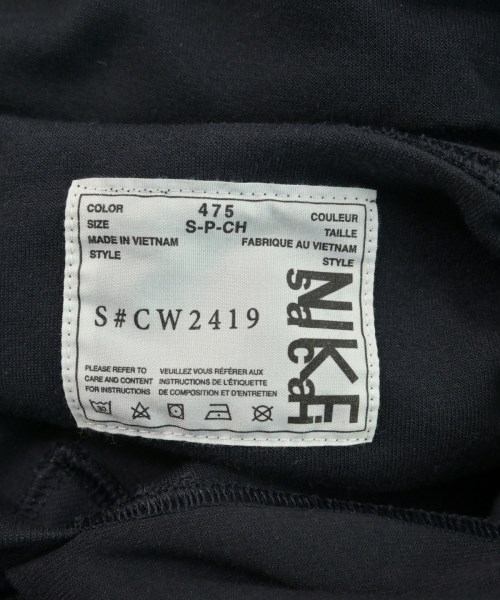 COLOR 475 COULEUR
SIZE S-P-CH TAILLE
MADE IN VIETNAM FABRIQUE AU VIETNAM
STYLE STYLE
S#CW2419
NIKE
sacai
PLEASE REFER TO VEUILLEZ VOUS RÉFÉRER AUX
CARE AND CONTENT INSTRUCTIONS DE L'ÉTIQUETTE
FOR INSTRUCTIONS DE COMPOSITION ET D'ENTRETIEN
30